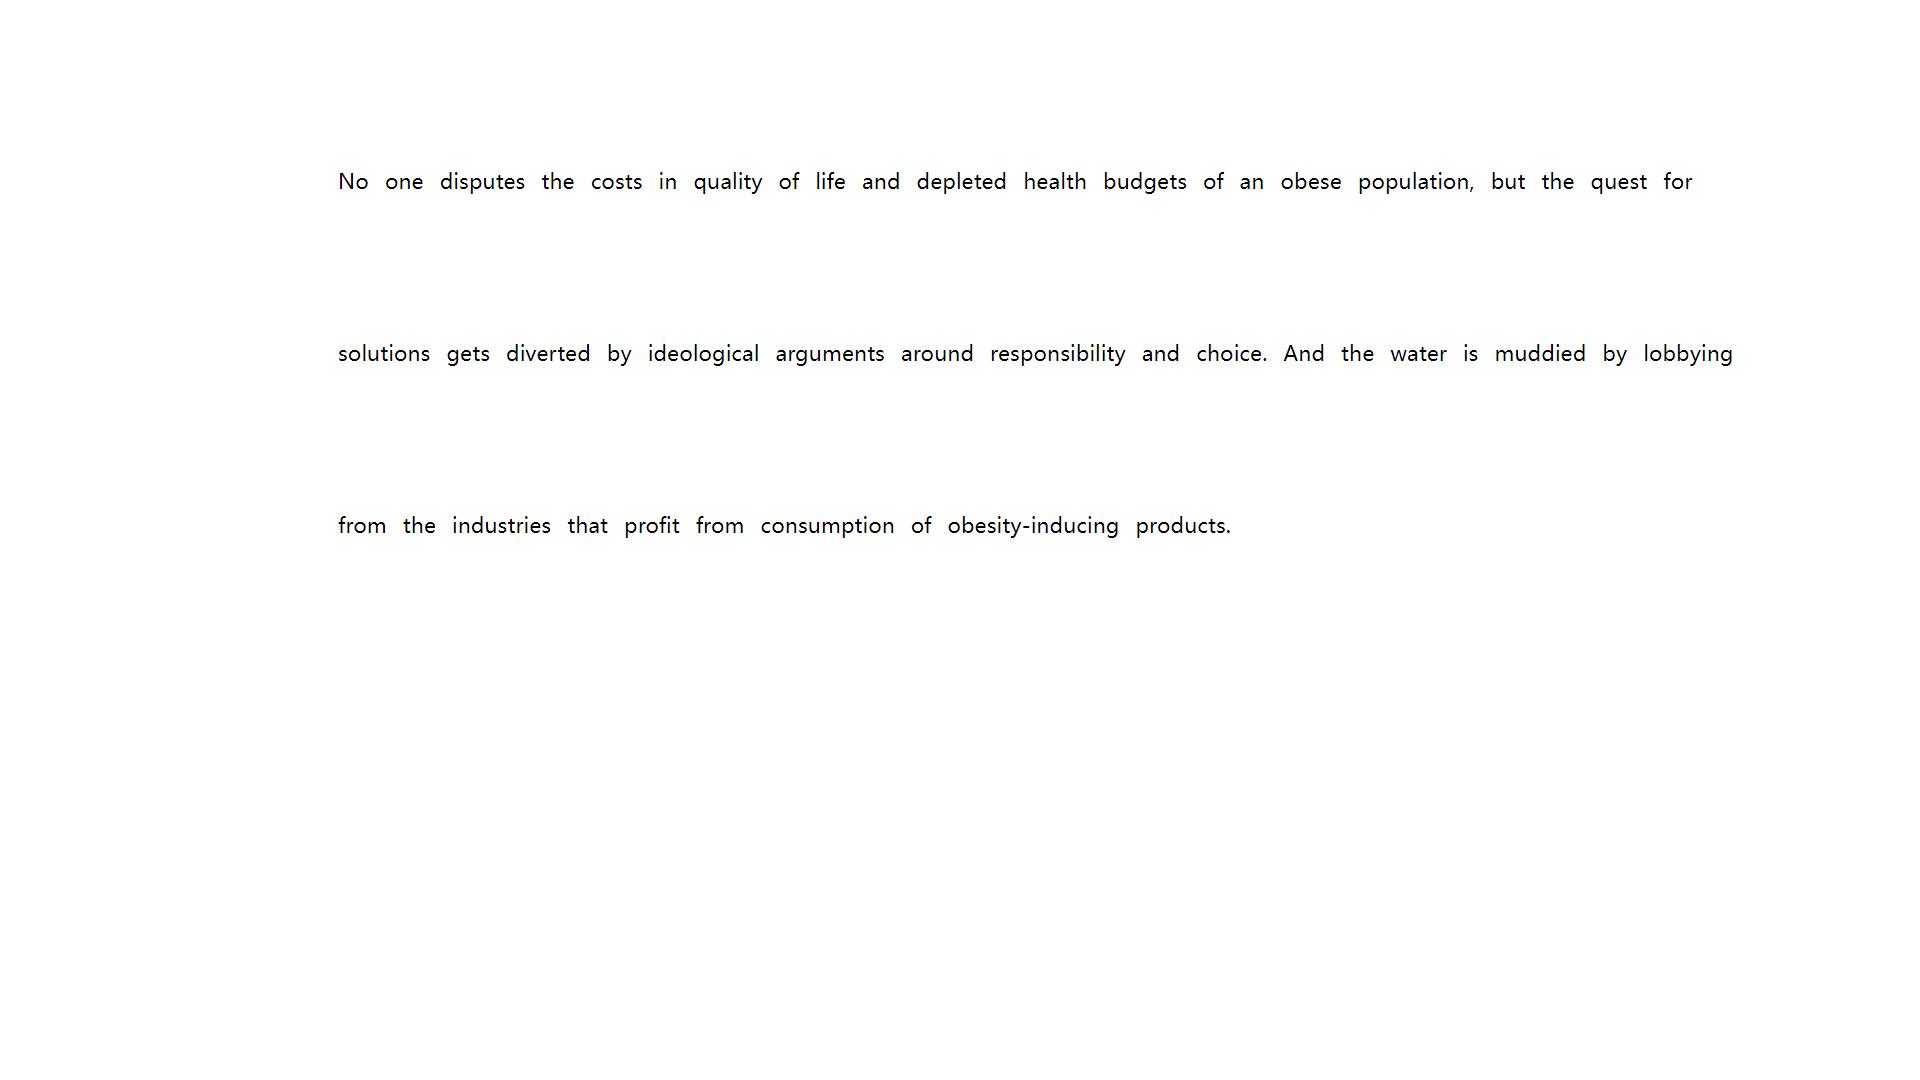 No one disputes the costs in quality of life and depleted health budgets of an obese population, but the quest for
solutions gets diverted by ideological arguments around responsibility and choice. And the water is muddied by lobbying
from the industries that profit from consumption of obesity-inducing products.